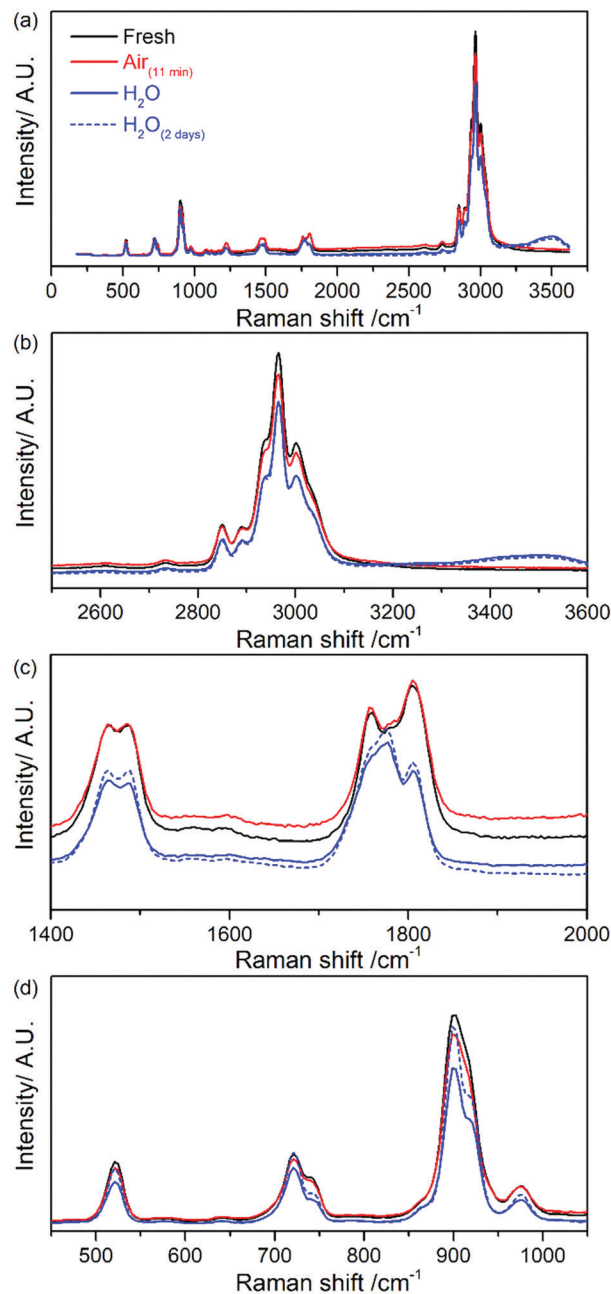 (a)
Fresh
Air(11 min)
H2O
H2O(2 days)
Intensity/ A.U.
0 500 1000 1500 2000 2500 3000 3500
Raman shift /cm-1
(b)
Intensity/ A.U.
2600 2800 3000 3200 3400 3600
Raman shift /cm-1
(c)
Intensity/ A.U.
1400 1600 1800 2000
Raman shift /cm-1
(d)
Intensity/ A.U.
500 600 700 800 900 1000
Raman shift /cm-1